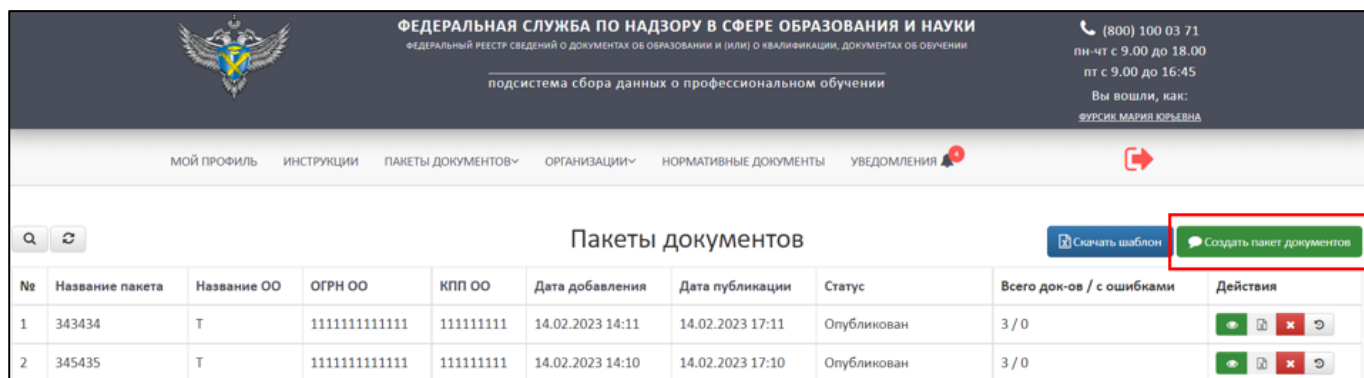 ФЕДЕРАЛЬНАЯ СЛУЖБА ПО НАДЗОРУ В СФЕРЕ ОБРАЗОВАНИЯ И НАУКИ
ФЕДЕРАЛЬНЫЙ РЕЕСТР СВЕДЕНИЙ О ДОКУМЕНТАХ ОБ ОБРАЗОВАНИИ И (ИЛИ) О КВАЛИФИКАЦИИ, ДОКУМЕНТАХ ОБ ОБУЧЕНИИ
подсистема сбора данных о профессиональном обучении
(800) 100 03 71
пн-чт с 9.00 до 18.00
пт с 9.00 до 16:45
Вы вошли, как:
ФУРСИК МАРИЯ ЮРЬЕВНА
МОЙ ПРОФИЛЬ ИНСТРУКЦИИ ПАКЕТЫ ДОКУМЕНТОВ ОРГАНИЗАЦИИ НОРМАТИВНЫЕ ДОКУМЕНТЫ УВЕДОМЛЕНИЯ 4
Пакеты документов Скачать шаблон Создать пакет документов
№ Название пакета Название ОО ОГРН ОО КПП ОО Дата добавления Дата публикации Статус Всего док-ов / с ошибками Действия
1 343434 Т 1111111111111 111111111 14.02.2023 14:11 14.02.2023 17:11 Опубликован 3 / 0
2 345435 Т 1111111111111 111111111 14.02.2023 14:10 14.02.2023 17:10 Опубликован 3 / 0